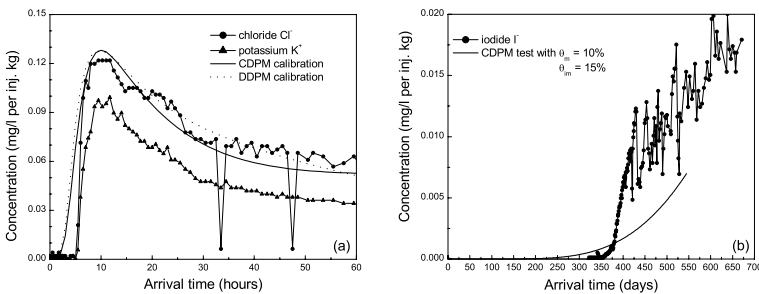 0.15
0.12
0.09
0.06
0.03
0.00
Concentration (mg/l per inj. kg)
chloride Cl⁻
potassium K⁺
CDPM calibration
DDPM calibration
(a)
0 10 20 30 40 50 60
Arrival time (hours)
0.020
0.015
0.010
0.005
0.000
Concentration (mg/l per inj. kg)
iodide I⁻
CDPM test with θm = 10%
θim = 15%
(b)
0 50 100 150 200 250 300 350 400 450 500 550 600 650 700
Arrival time (days)